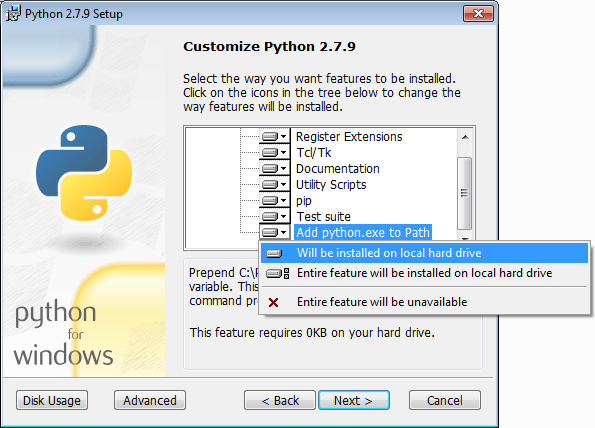 Python 2.7.9 Setup
Customize Python 2.7.9
Select the way you want features to be installed.
Click on the icons in the tree below to change the
way features will be installed.
Register Extensions
Tcl/Tk
Documentation
Utility Scripts
pip
Test suite
Add python.exe to Path
Will be installed on local hard drive
Entire feature will be installed on local hard drive
Entire feature will be unavailable
Prepend C:\
variable. This
command
This feature requires 0KB on your hard drive.
python
for
windows
Disk Usage
Advanced
< Back
Next >
Cancel